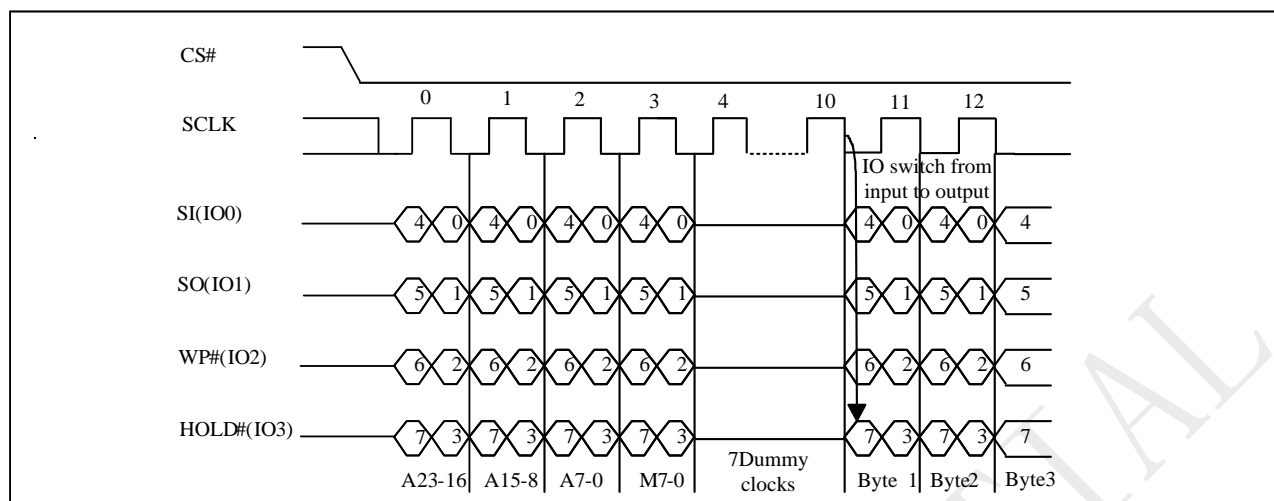 CS#
0 1 2 3 4 10 11 12
SCLK
IO switch from
input to output
SI(IO0) 4 0 4 0 4 0 4 0 4 0 4 0 4
SO(IO1) 5 1 5 1 5 1 5 1 5 1 5 1 5
WP#(IO2) 6 2 6 2 6 2 6 2 6 2 6 2 6
HOLD#(IO3) 7 3 7 3 7 3 7 3 7 3 7 3 7
7Dummy
clocks
A23-16 A15-8 A7-0 M7-0 Byte 1 Byte2 Byte3